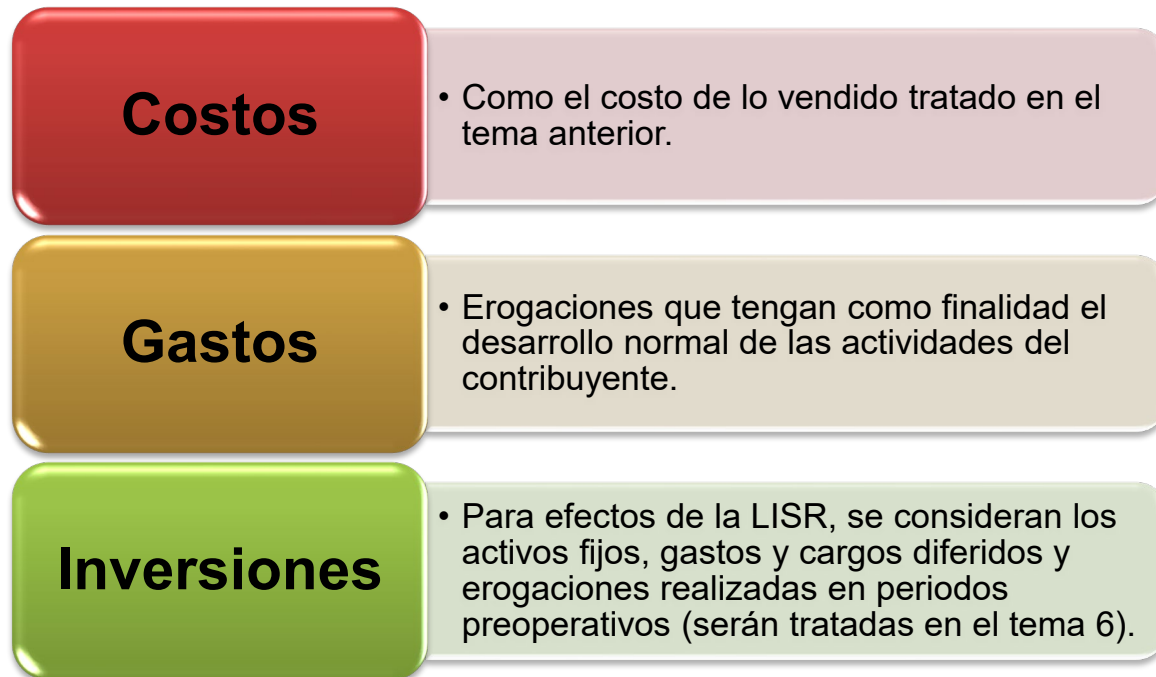 Costos
• Como el costo de lo vendido tratado en el
tema anterior.
Gastos
• Erogaciones que tengan como finalidad el
desarrollo normal de las actividades del
contribuyente.
Inversiones
• Para efectos de la LISR, se consideran los
activos fijos, gastos y cargos diferidos y
erogaciones realizadas en periodos
preoperativos (serán tratadas en el tema 6).